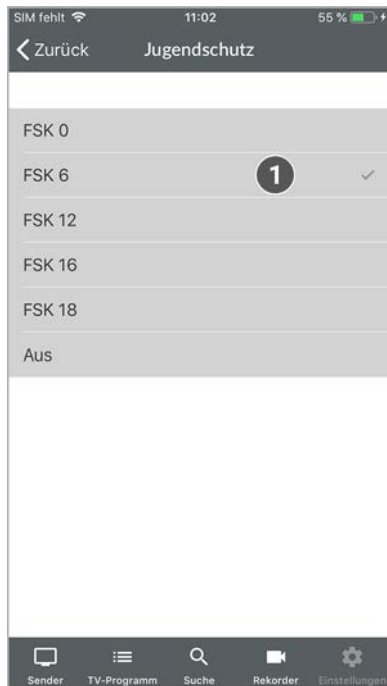 SIM fehlt 11:02 55 %
Zurück Jugendschutz
FSK 0
FSK 6 1
FSK 12
FSK 16
FSK 18
Aus
Sender TV-Programm Suche Rekorder Einstellungen